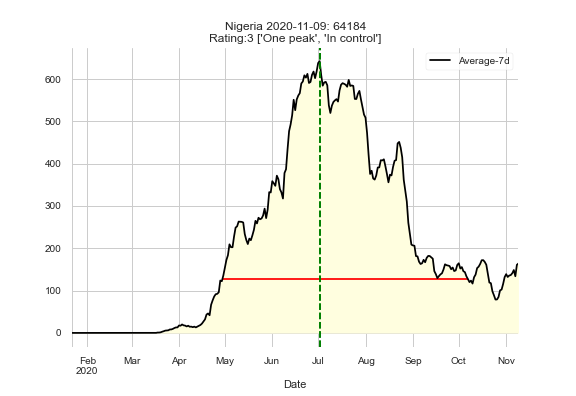 Nigeria 2020-11-09: 64184
Rating:3 ['One peak', 'In control']
Average-7d
600
500
400
300
200
100
0
Feb Mar Apr May Jun Jul Aug Sep Oct Nov
2020
Date